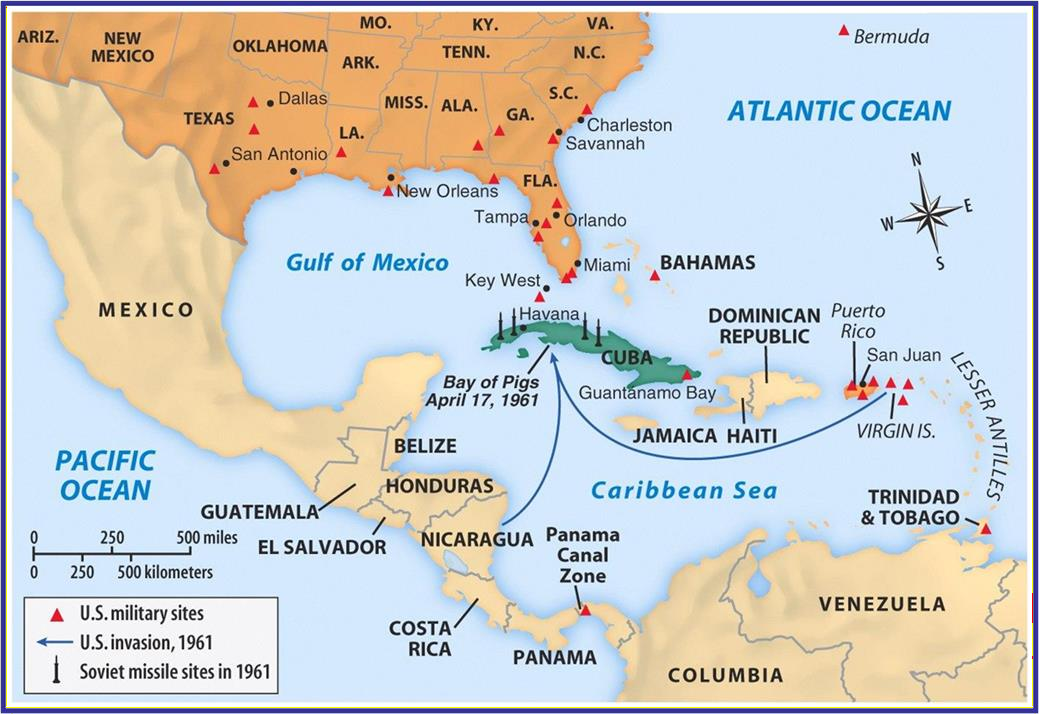 MO.
KY.
VA.
ARIZ.
NEW
MEXICO
OKLAHOMA
ARK.
TENN.
N.C.
Bermuda
Dallas
TEXAS
MISS.
ALA.
GA.
S.C.
ATLANTIC OCEAN
Charleston
Savannah
LA.
San Antonio
New Orleans
FLA.
Tampa
Orlando
N
E
W
S
Gulf of Mexico
Miami
BAHAMAS
Key West
MEXICO
Havana
CUBA
DOMINICAN
REPUBLIC
Puerto
Rico
San Juan
Bay of Pigs
April 17, 1961
Guantánamo Bay
JAMAICA
HAITI
VIRGIN IS.
LESSER ANTILLES
BELIZE
PACIFIC
OCEAN
HONDURAS
Caribbean Sea
GUATEMALA
EL SALVADOR
NICARAGUA
Panama
Canal
Zone
TRINIDAD
& TOBAGO
0 250 500 miles
0 250 500 kilometers
COSTA
RICA
PANAMA
VENEZUELA
COLUMBIA
U.S. military sites
U.S. invasion, 1961
Soviet missile sites in 1961